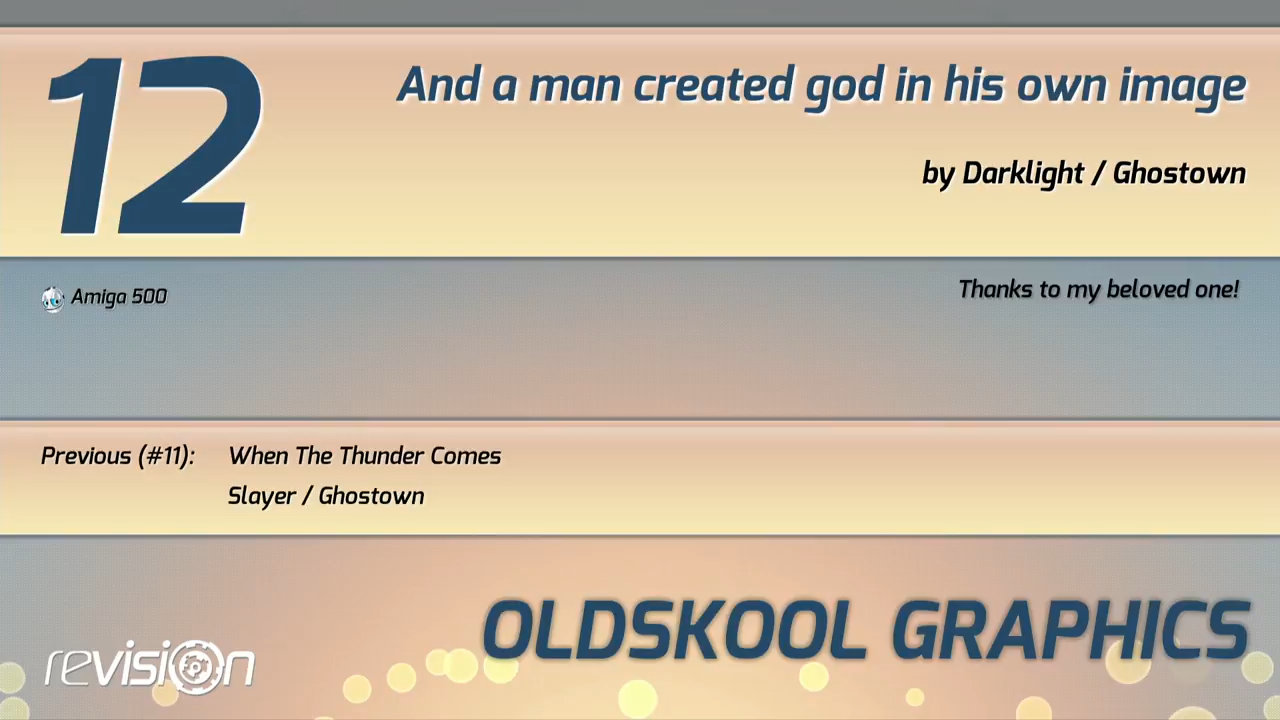 12
And a man created god in his own image
by Darklight / Ghostown
Amiga 500
Thanks to my beloved one!
Previous (#11): When The Thunder Comes
Slayer / Ghostown
OLDSKOOL GRAPHICS
revision